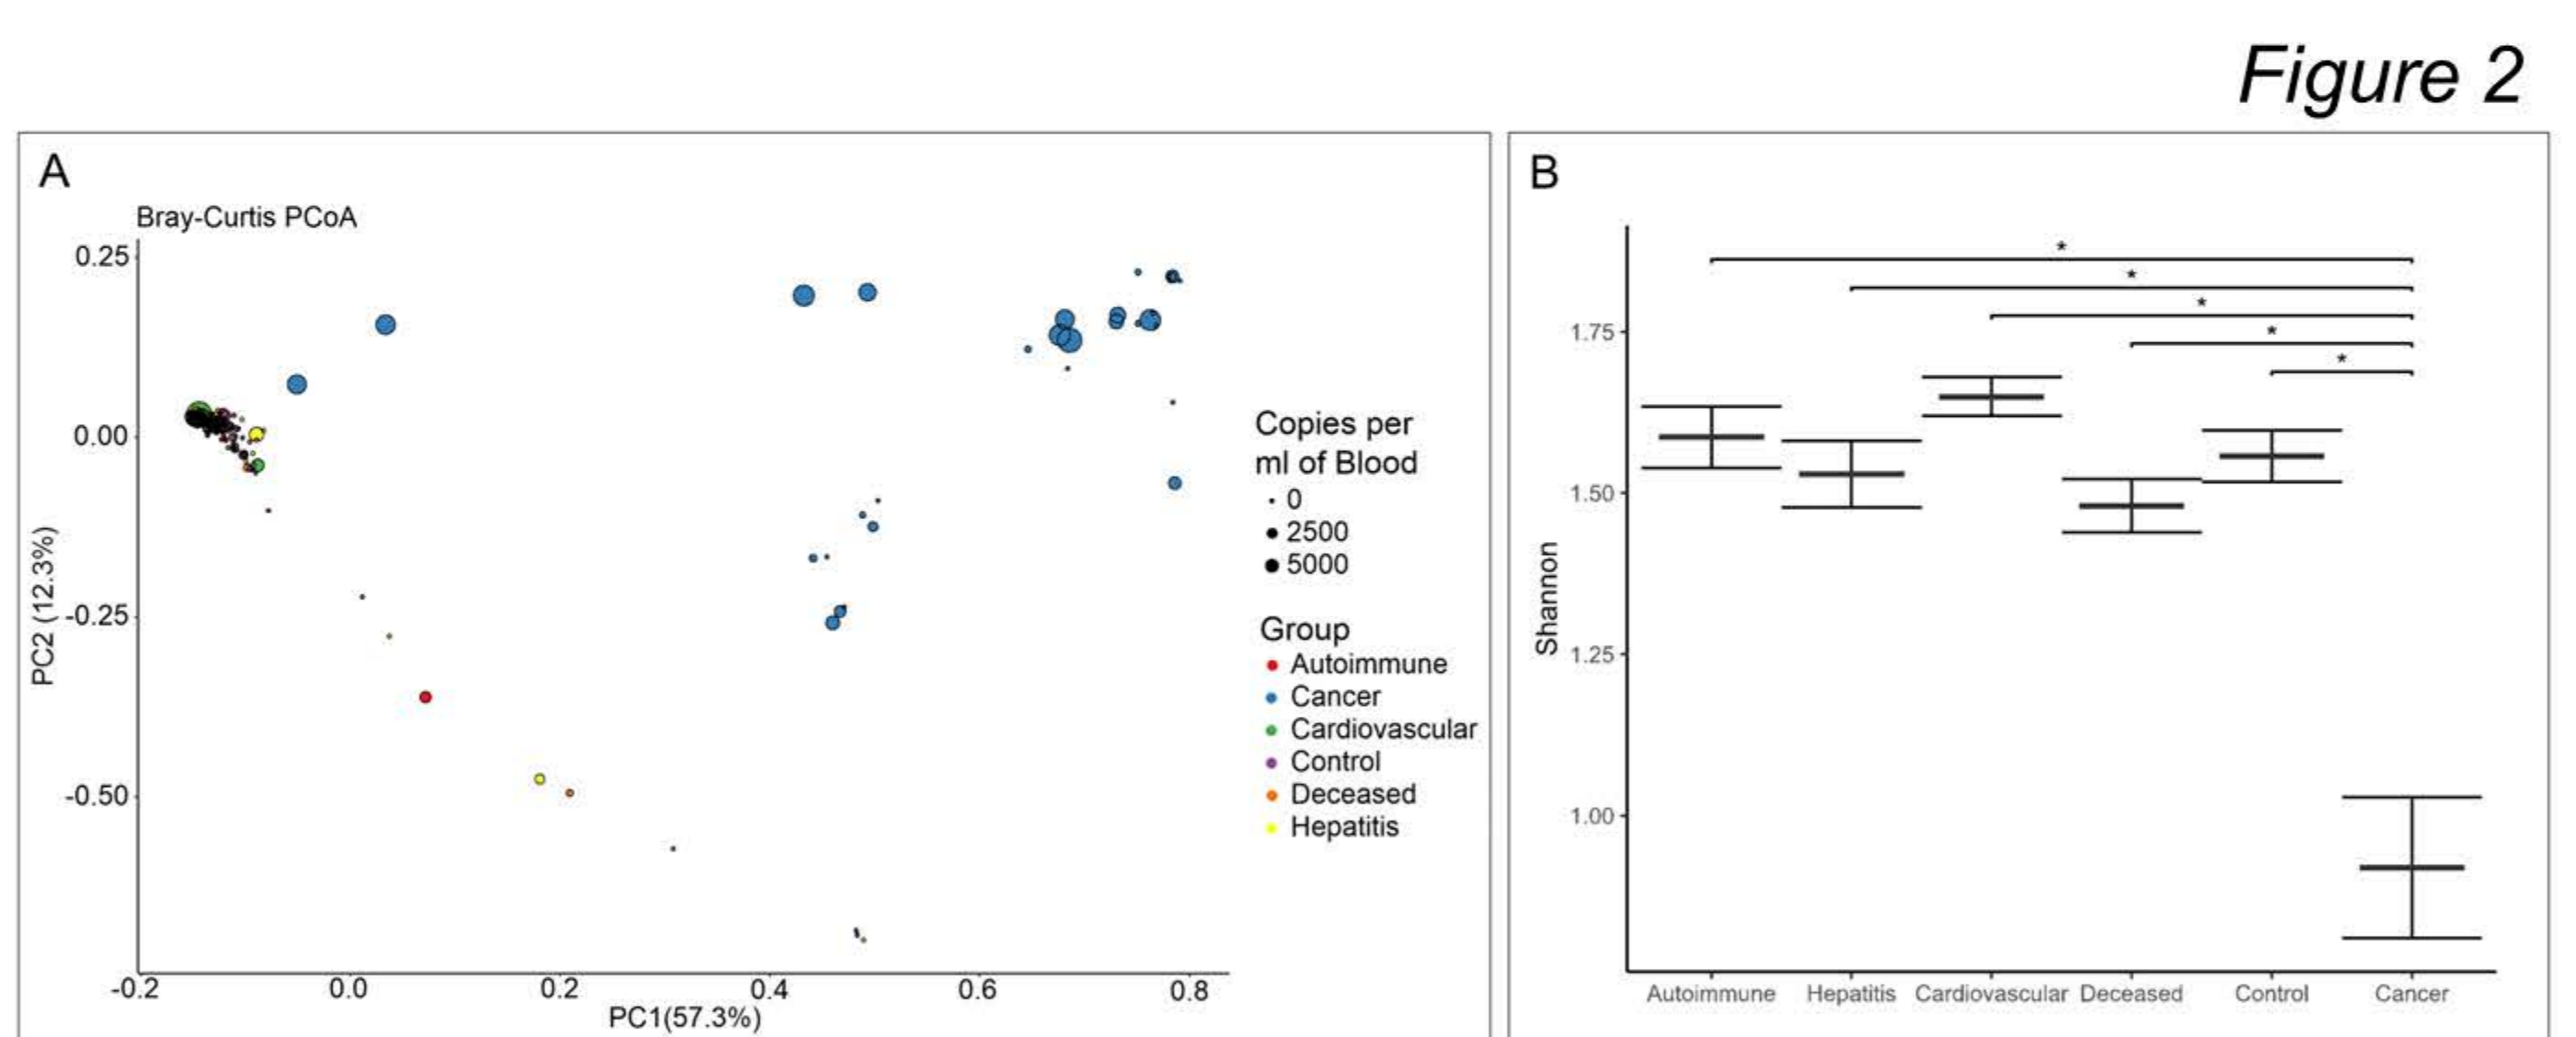 Figure 2
A
Bray-Curtis PCoA
0.25
0.00
-0.25
-0.50
PC2 (12.3%)
-0.2 0.0 0.2 0.4 0.6 0.8
PC1(57.3%)
Copies per
ml of Blood
0
2500
5000
Group
Autoimmune
Cancer
Cardiovascular
Control
Deceased
Hepatitis
B
*
*
*
*
*
1.75
1.50
1.25
1.00
Shannon
Autoimmune Hepatitis Cardiovascular Deceased Control Cancer